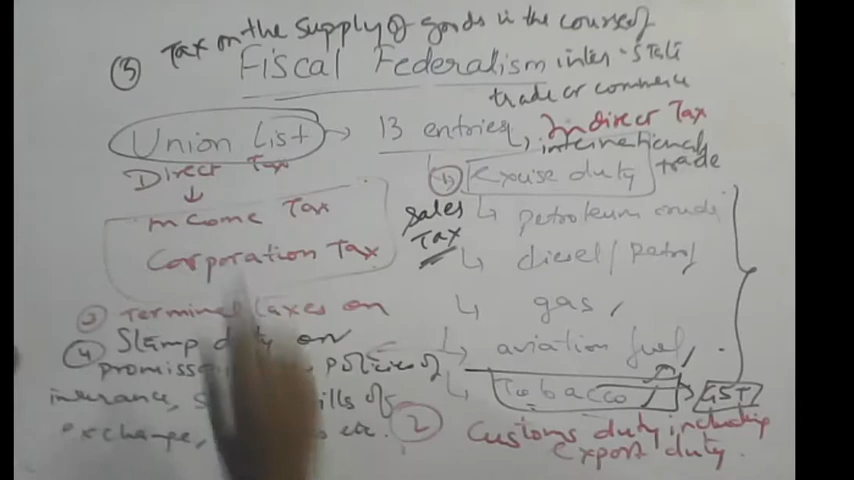 ⑤ Tax on the supply of goods in the course of
Fiscal Federalism inter-state
trade or commerce
Union List → 13 entries Indirect Tax
international
trade
Direct Tax
① Excise duty
Income Tax
Sales
Tax
petroleum crude
Corporation Tax
diesel / petrol
③ Terminal taxes on
gas,
④ Stamp duty on
aviation fuel,
policies of
Tobacco GST
insurance, bills of
exchange, etc.
② Customs duty including
export duty.